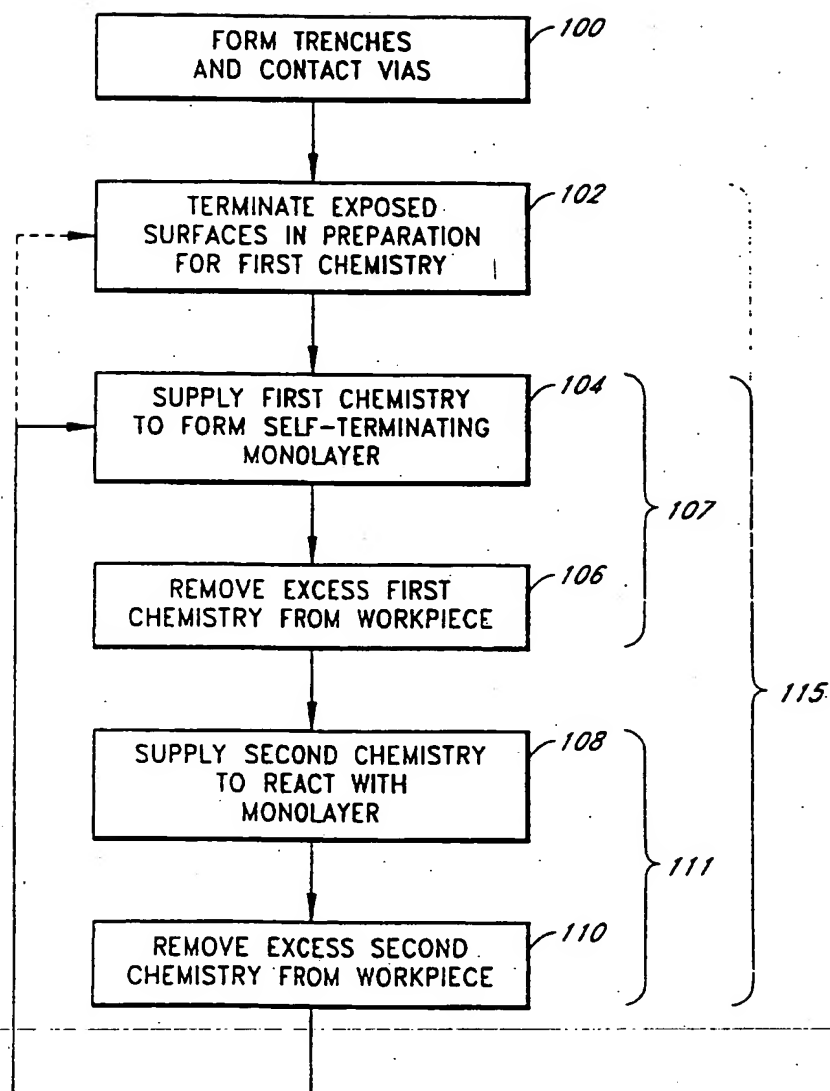 FORM TRENCHES
AND CONTACT VIAS
100
TERMINATE EXPOSED
SURFACES IN PREPARATION
FOR FIRST CHEMISTRY
102
SUPPLY FIRST CHEMISTRY
TO FORM SELF-TERMINATING
MONOLAYER
104
107
REMOVE EXCESS FIRST
CHEMISTRY FROM WORKPIECE
106
115
SUPPLY SECOND CHEMISTRY
TO REACT WITH
MONOLAYER
108
111
REMOVE EXCESS SECOND
CHEMISTRY FROM WORKPIECE
110